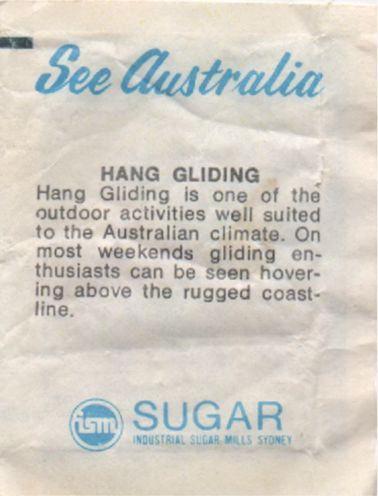 See Australia
HANG GLIDING
Hang Gliding is one of the
outdoor activities well suited
to the Australian climate. On
most weekends gliding en-
thusiasts can be seen hover-
ing above the rugged coast-
line.
ism SUGAR
INDUSTRIAL SUGAR MILLS SYDNEY